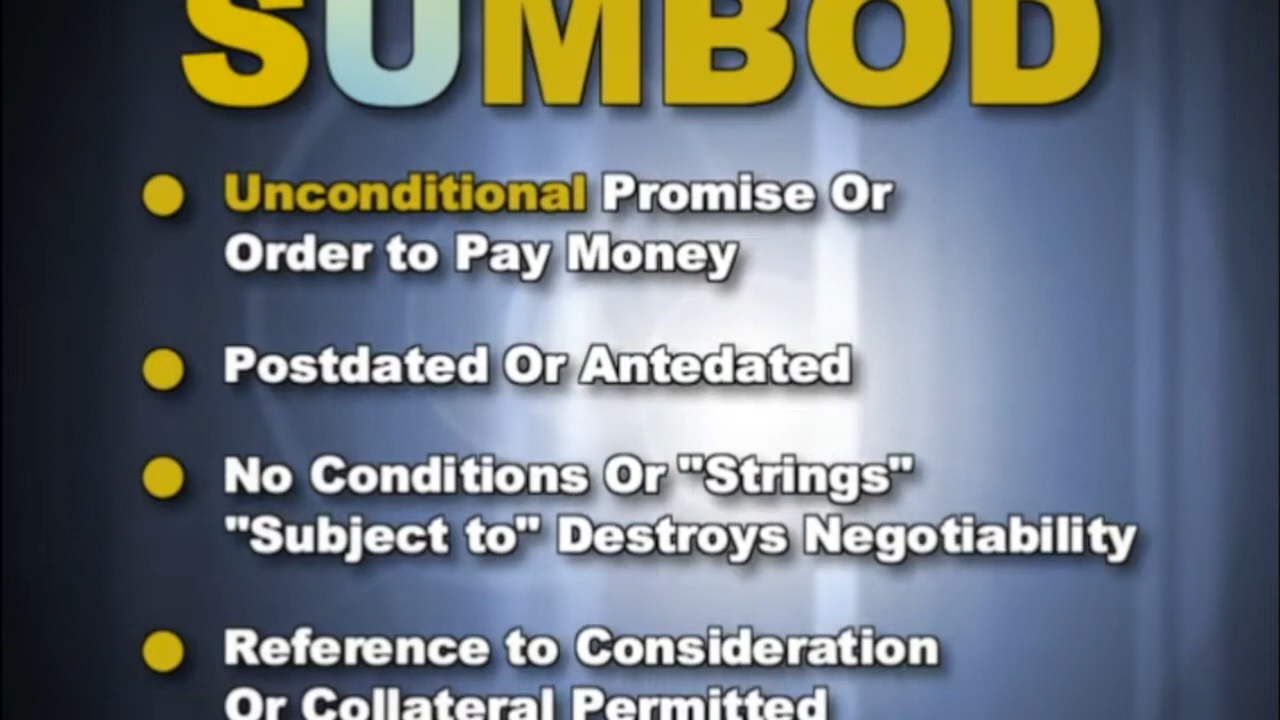 SUMBOD
Unconditional Promise Or
Order to Pay Money
Postdated Or Antedated
No Conditions Or "Strings"
"Subject to" Destroys Negotiability
Reference to Consideration
Or Collateral Permitted